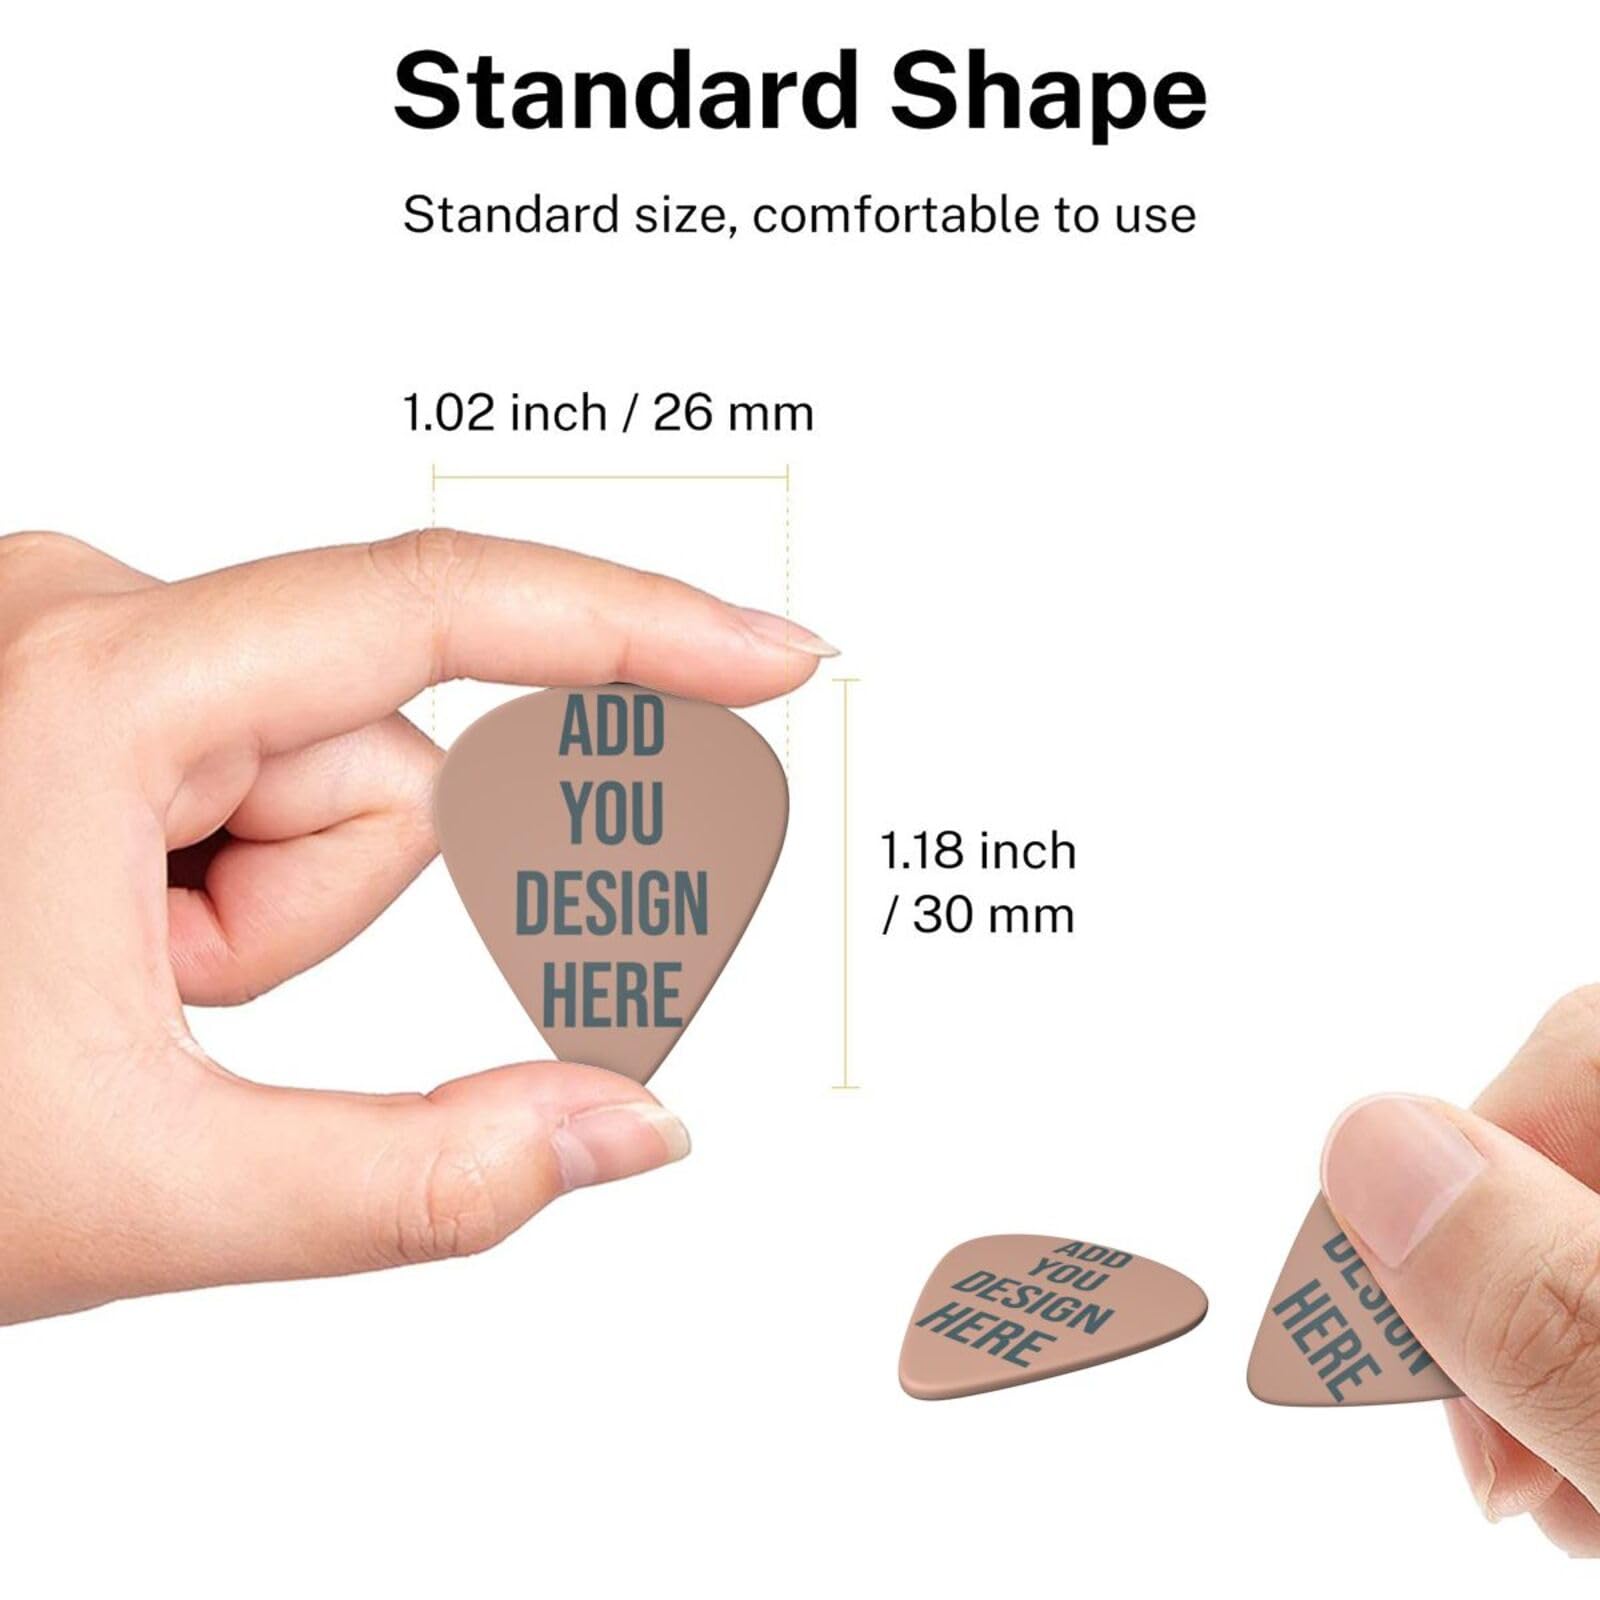 Standard Shape
Standard size, comfortable to use
1.02 inch / 26 mm
ADD
YOU
DESIGN
HERE
1.18 inch
/ 30 mm
ADD
YOU
DESIGN
HERE
DESIGN
HERE